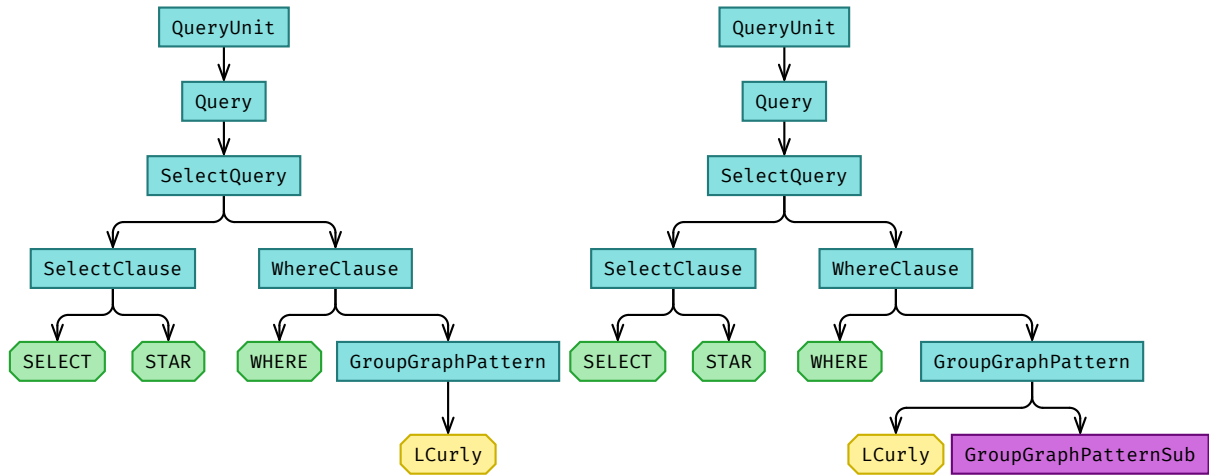 QueryUnit
Query
SelectQuery
SelectClause
WhereClause
SELECT
STAR
WHERE
GroupGraphPattern
LCurly
QueryUnit
Query
SelectQuery
SelectClause
WhereClause
SELECT
STAR
WHERE
GroupGraphPattern
LCurly
GroupGraphPatternSub